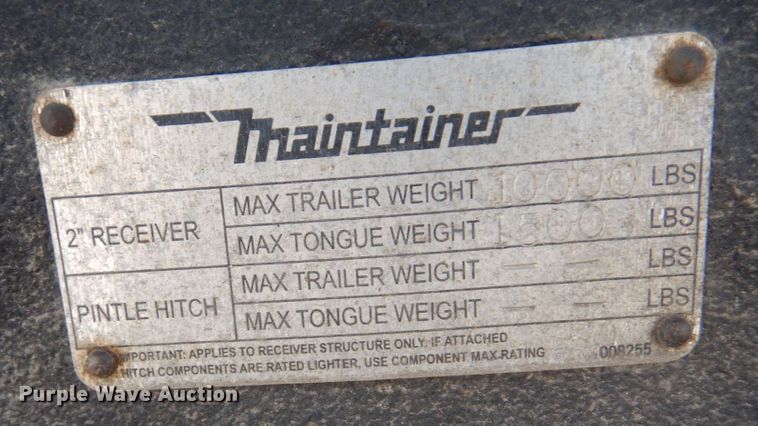 Maintainer
2" RECEIVER
MAX TRAILER WEIGHT 10000 LBS
MAX TONGUE WEIGHT 1500 LBS
PINTLE HITCH
MAX TRAILER WEIGHT - - LBS
MAX TONGUE WEIGHT - - LBS
IMPORTANT: APPLIES TO RECEIVER STRUCTURE ONLY. IF ATTACHED
HITCH COMPONENTS ARE RATED LIGHTER, USE COMPONENT MAX RATING 008255
Purple Wave Auction